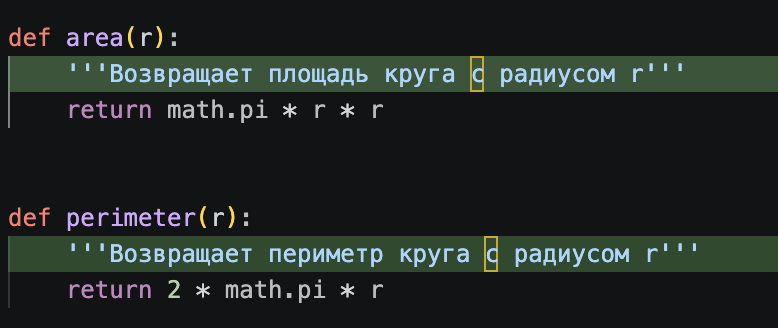 def area(r):
'''Возвращает площадь круга с радиусом r'''
return math.pi * r * r
def perimeter(r):
'''Возвращает периметр круга с радиусом r'''
return 2 * math.pi * r